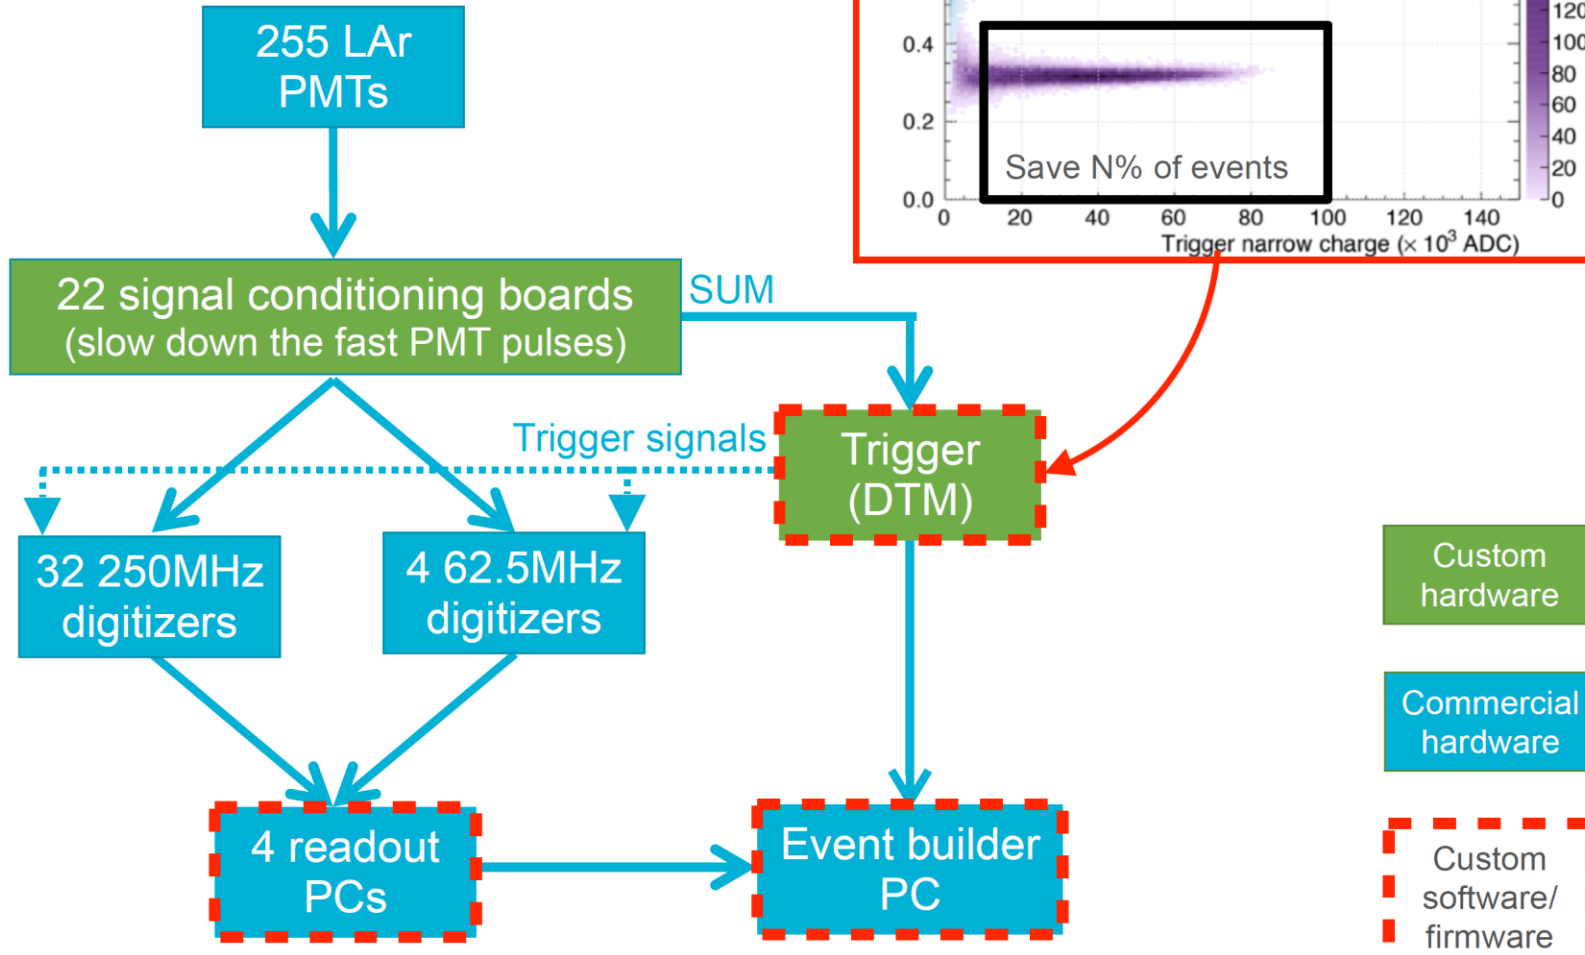 255 LAr
PMTs
22 signal conditioning boards
(slow down the fast PMT pulses)
SUM
Trigger signals
Trigger
(DTM)
32 250MHz
digitizers
4 62.5MHz
digitizers
4 readout
PCs
Event builder
PC
0.4
0.2
0.0
Save N% of events
0 20 40 60 80 100 120 140
Trigger narrow charge (× 10³ ADC)
120
100
80
60
40
20
0
Custom
hardware
Commercial
hardware
Custom
software/
firmware